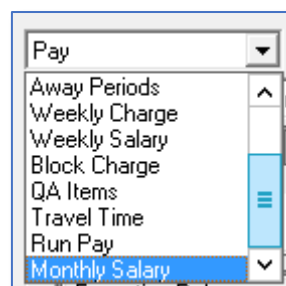 Pay
Away Periods
Weekly Charge
Weekly Salary
Block Charge
QA Items
Travel Time
Run Pay
Monthly Salary